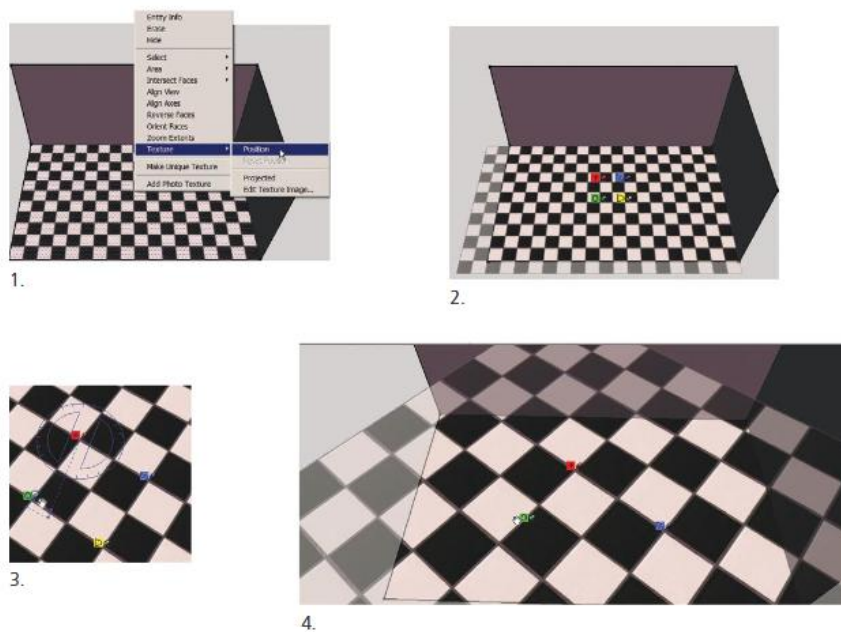 Entity Info
Erase
Hide
Select
Area
Intersect Faces
Align View
Align Axes
Reverse Faces
Orient Faces
Zoom Extents
Texture
Position
Make Unique Texture
Projected
Add Photo Texture
Edit Texture Image...
1.
2.
3.
4.